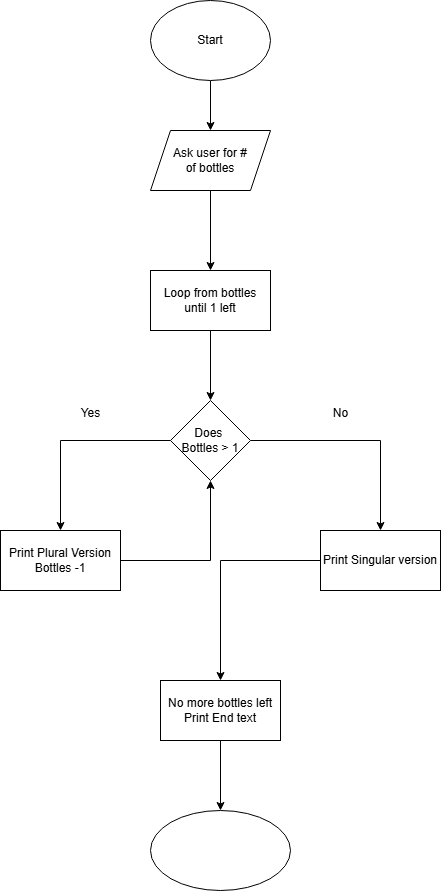 Start
Ask user for #
of bottles
Loop from bottles
until 1 left
Yes
No
Does
Bottles > 1
Print Plural Version
Bottles -1
Print Singular version
No more bottles left
Print End text